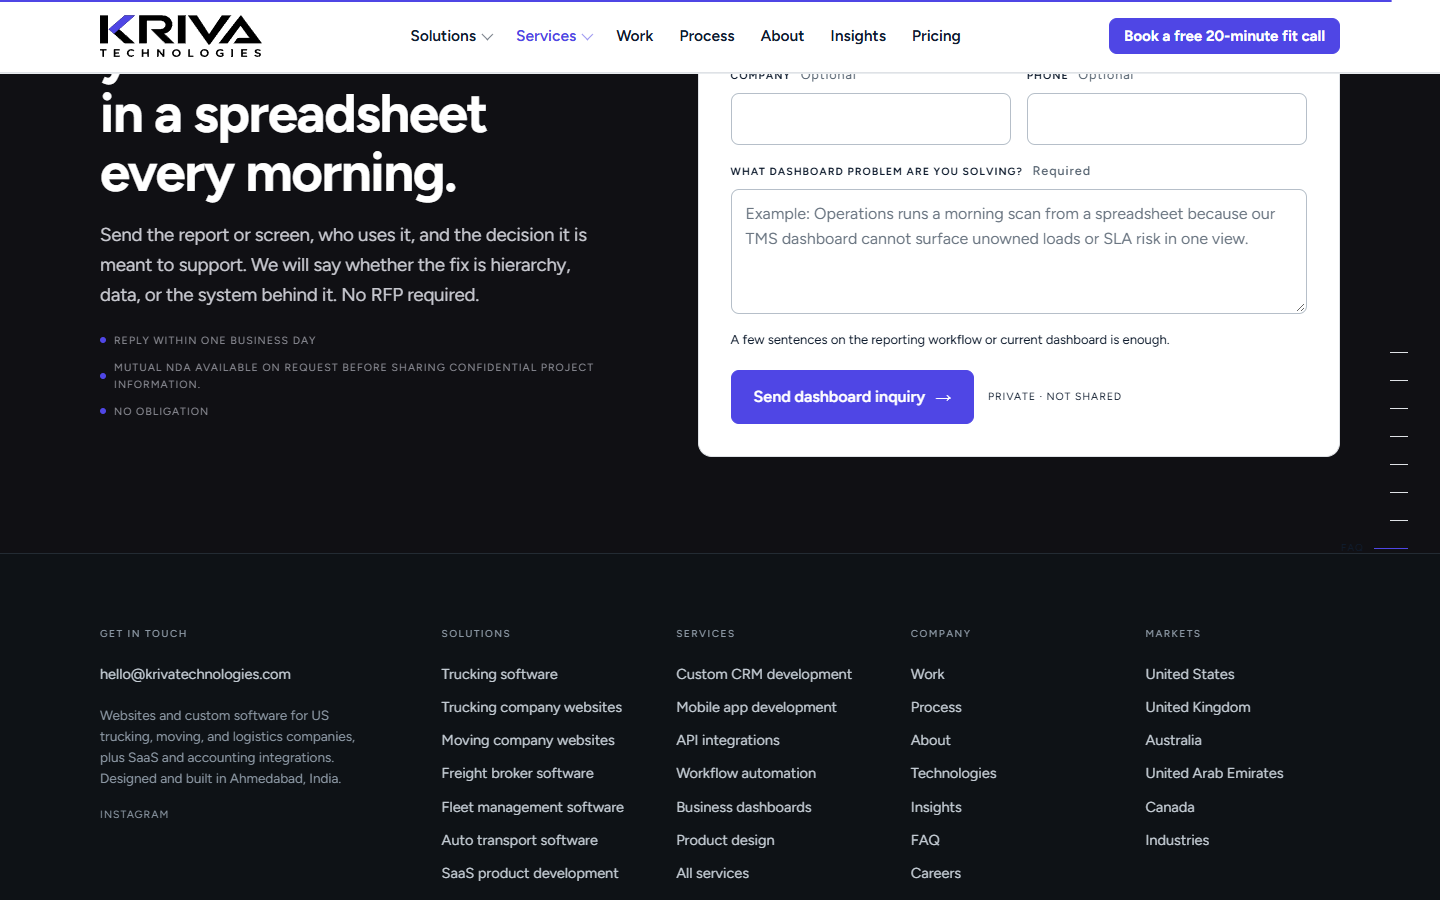 KRIVA
TECHNOLOGIES
Solutions
Services
Work
Process
About
Insights
Pricing
Book a free 20-minute fit call
in a spreadsheet
every morning.
Send the report or screen, who uses it, and the decision it is
meant to support. We will say whether the fix is hierarchy,
data, or the system behind it. No RFP required.
REPLY WITHIN ONE BUSINESS DAY
MUTUAL NDA AVAILABLE ON REQUEST BEFORE SHARING CONFIDENTIAL PROJECT
INFORMATION.
NO OBLIGATION
COMPANY Optional
PHONE Optional
WHAT DASHBOARD PROBLEM ARE YOU SOLVING? Required
Example: Operations runs a morning scan from a spreadsheet because our
TMS dashboard cannot surface unowned loads or SLA risk in one view.
A few sentences on the reporting workflow or current dashboard is enough.
Send dashboard inquiry →
PRIVATE · NOT SHARED
FAQ
GET IN TOUCH
hello@krivatechnologies.com
Websites and custom software for US
trucking, moving, and logistics companies,
plus SaaS and accounting integrations.
Designed and built in Ahmedabad, India.
INSTAGRAM
SOLUTIONS
Trucking software
Trucking company websites
Moving company websites
Freight broker software
Fleet management software
Auto transport software
SaaS product development
SERVICES
Custom CRM development
Mobile app development
API integrations
Workflow automation
Business dashboards
Product design
All services
COMPANY
Work
Process
About
Technologies
Insights
FAQ
Careers
MARKETS
United States
United Kingdom
Australia
United Arab Emirates
Canada
Industries